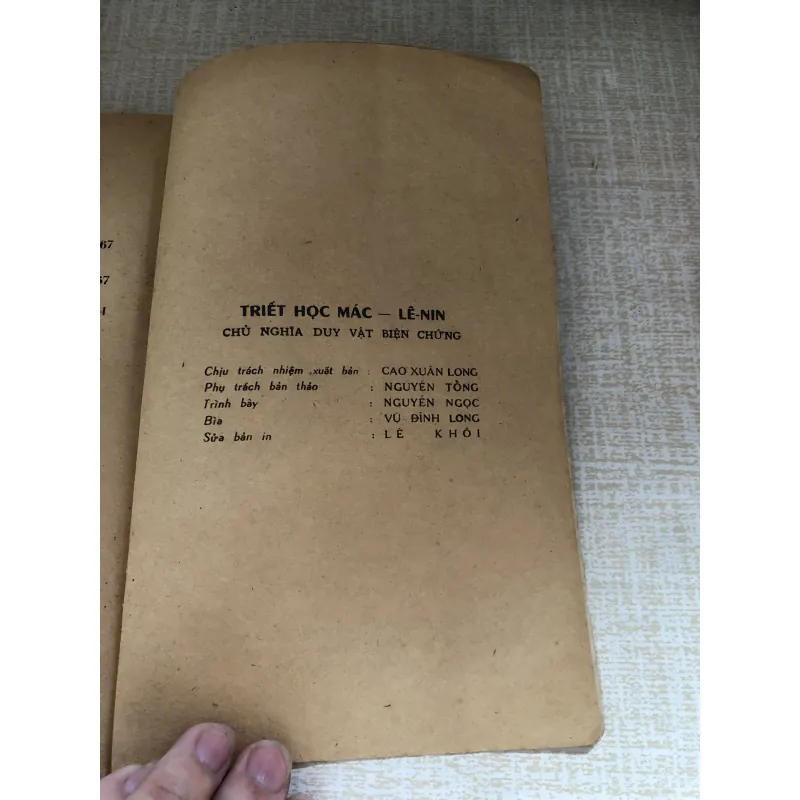 67
67
TRIẾT HỌC MÁC — LÊ-NIN
CHỦ NGHĨA DUY VẬT BIỆN CHỨNG
Chịu trách nhiệm xuất bản : CAO XUÂN LONG
Phụ trách bản thảo : NGUYỄN TỒNG
Trình bày : NGUYỄN NGỌC
Bìa : VŨ ĐÌNH LONG
Sửa bản in : LÊ KHÔI